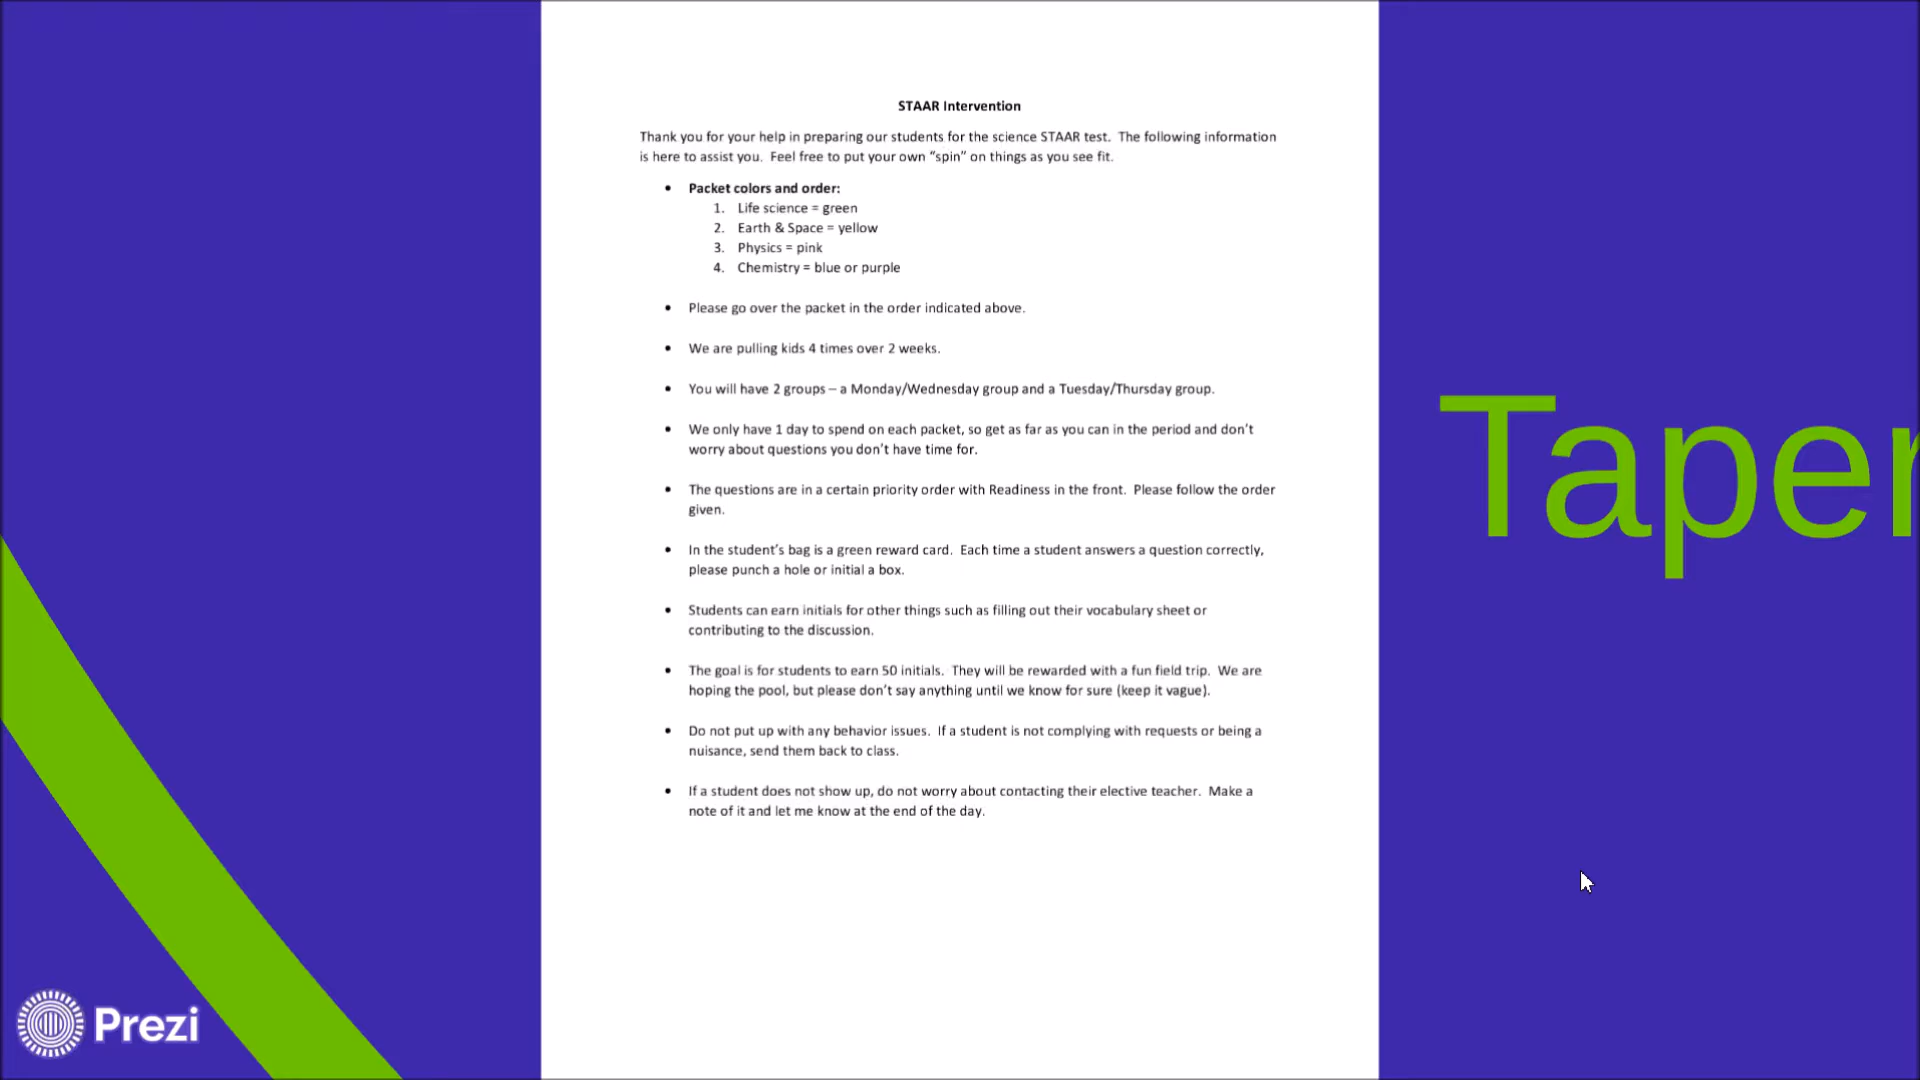 STAAR Intervention
Thank you for your help in preparing our students for the science STAAR test.  The following information
is here to assist you.  Feel free to put your own “spin” on things as you see fit.
• Packet colors and order:
1. Life science = green
2. Earth & Space = yellow
3. Physics = pink
4. Chemistry = blue or purple
• Please go over the packet in the order indicated above.
• We are pulling kids 4 times over 2 weeks.
• You will have 2 groups – a Monday/Wednesday group and a Tuesday/Thursday group.
• We only have 1 day to spend on each packet, so get as far as you can in the period and don’t
worry about questions you don’t have time for.
• The questions are in a certain priority order with Readiness in the front.  Please follow the order
given.
• In the student’s bag is a green reward card.  Each time a student answers a question correctly,
please punch a hole or initial a box.
• Students can earn initials for other things such as filling out their vocabulary sheet or
contributing to the discussion.
• The goal is for students to earn 50 initials.  They will be rewarded with a fun field trip.  We are
hoping the pool, but please don’t say anything until we know for sure (keep it vague).
• Do not put up with any behavior issues.  If a student is not complying with requests or being a
nuisance, send them back to class.
• If a student does not show up, do not worry about contacting their elective teacher.  Make a
note of it and let me know at the end of the day.
Taper
Prezi